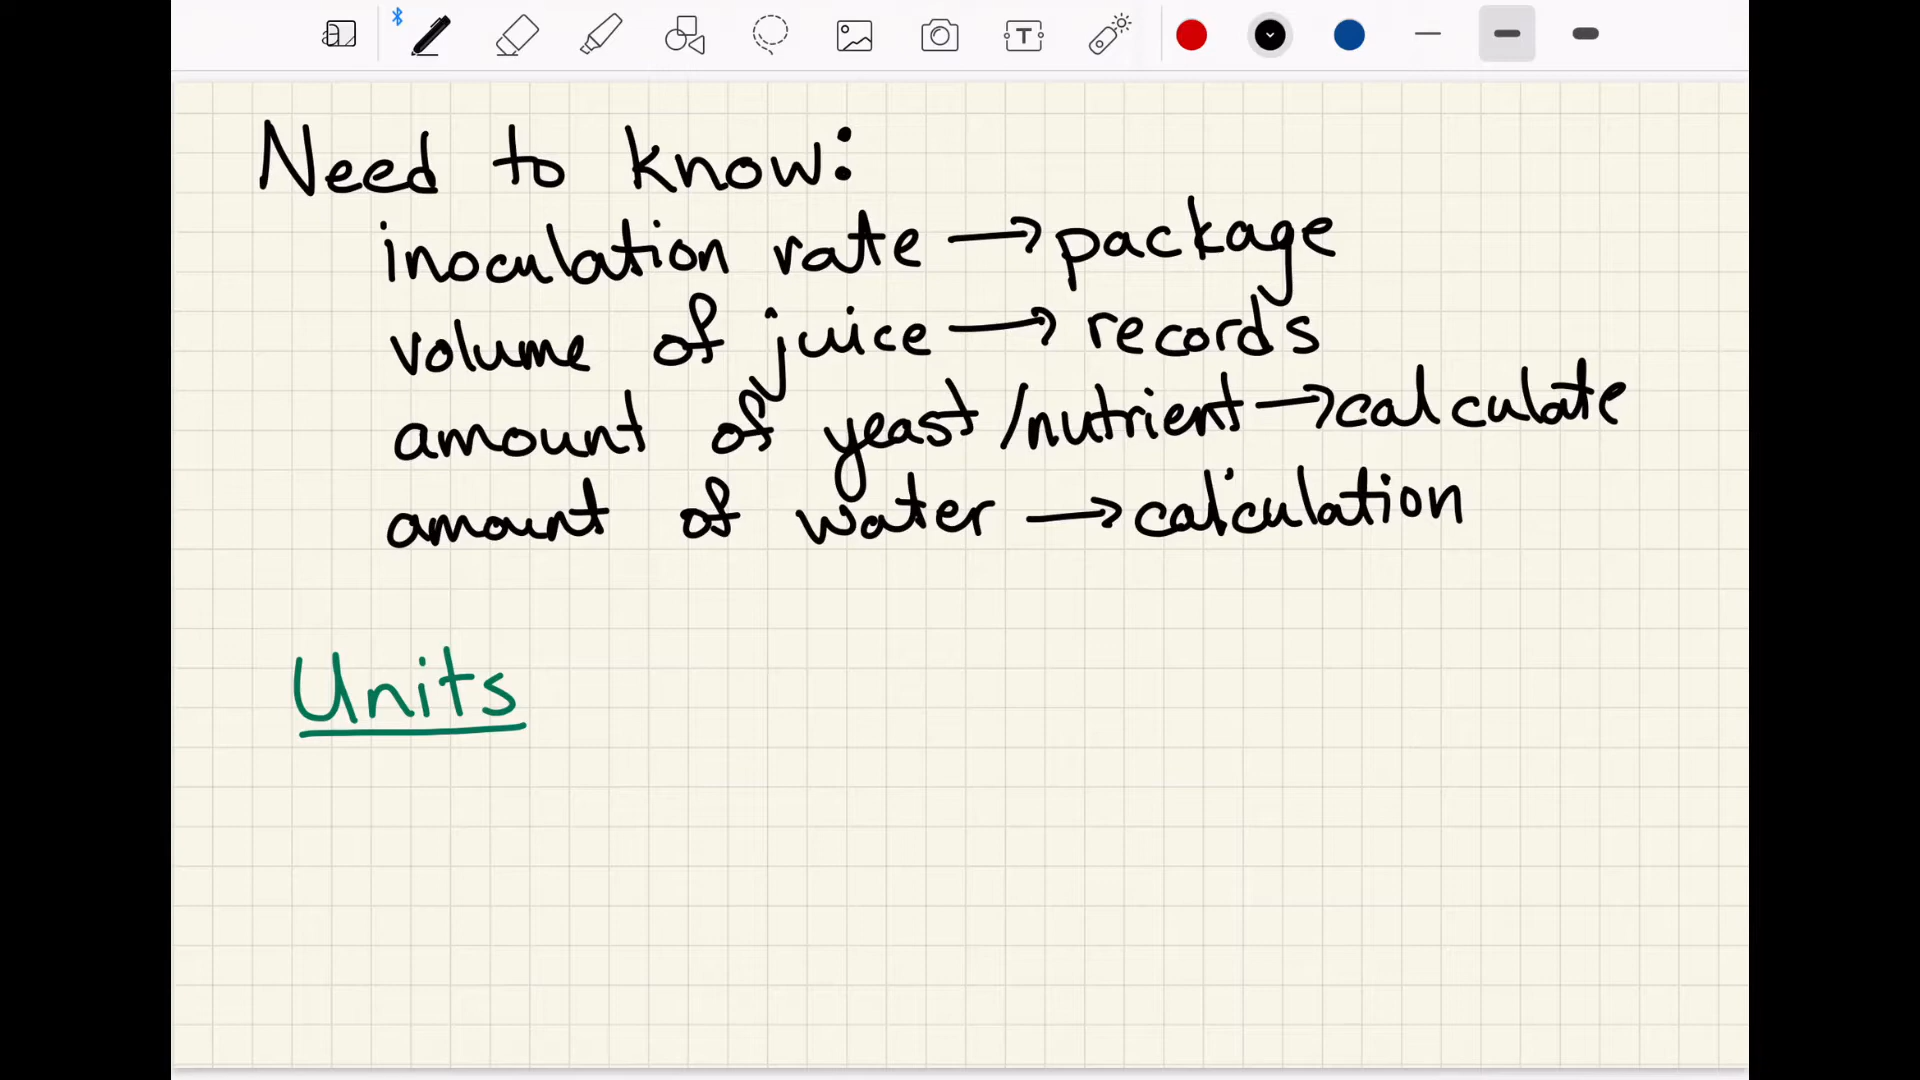 Need to know:
inoculation rate → package
volume of juice → records
amount of yeast/nutrient → calculate
amount of water → calculation
Units